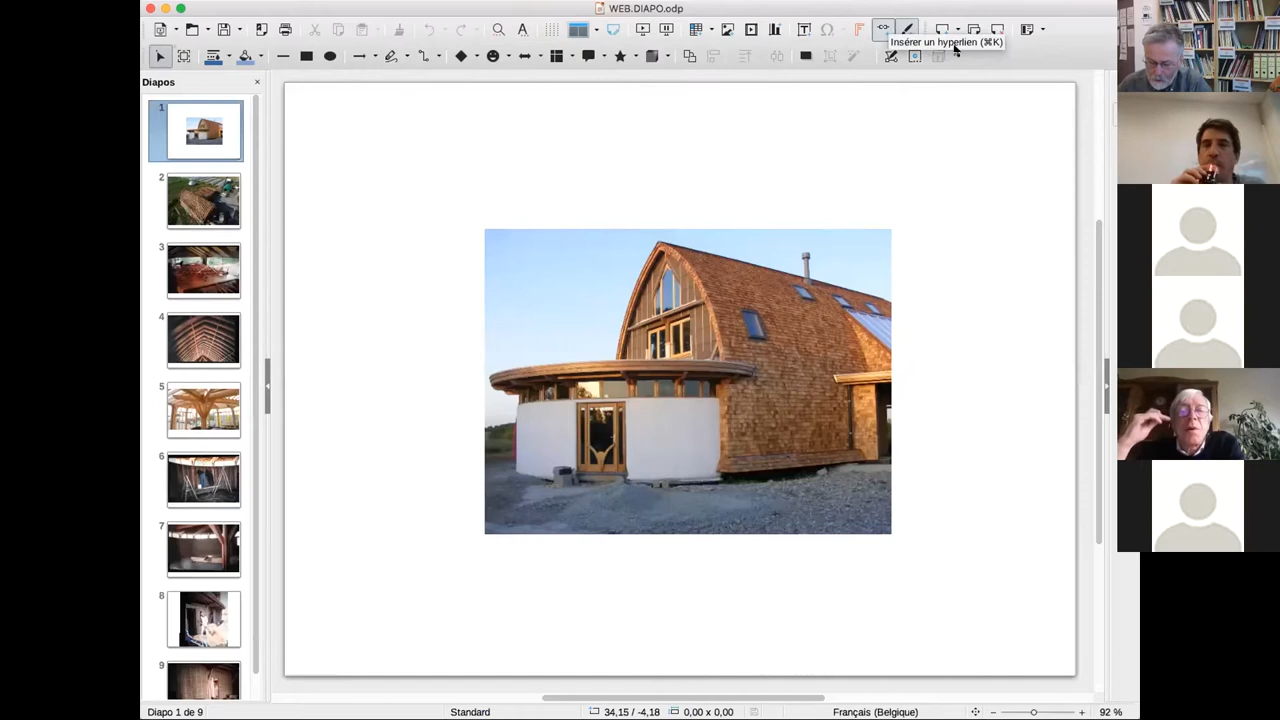 WEB.DIAPO.odp
Insérer un hyperlien (⌘K)
Diapos
1
2
3
4
5
6
7
8
9
Diapo 1 de 9
Standard
34,15 / -4,18
0,00 x 0,00
Français (Belgique)
92 %